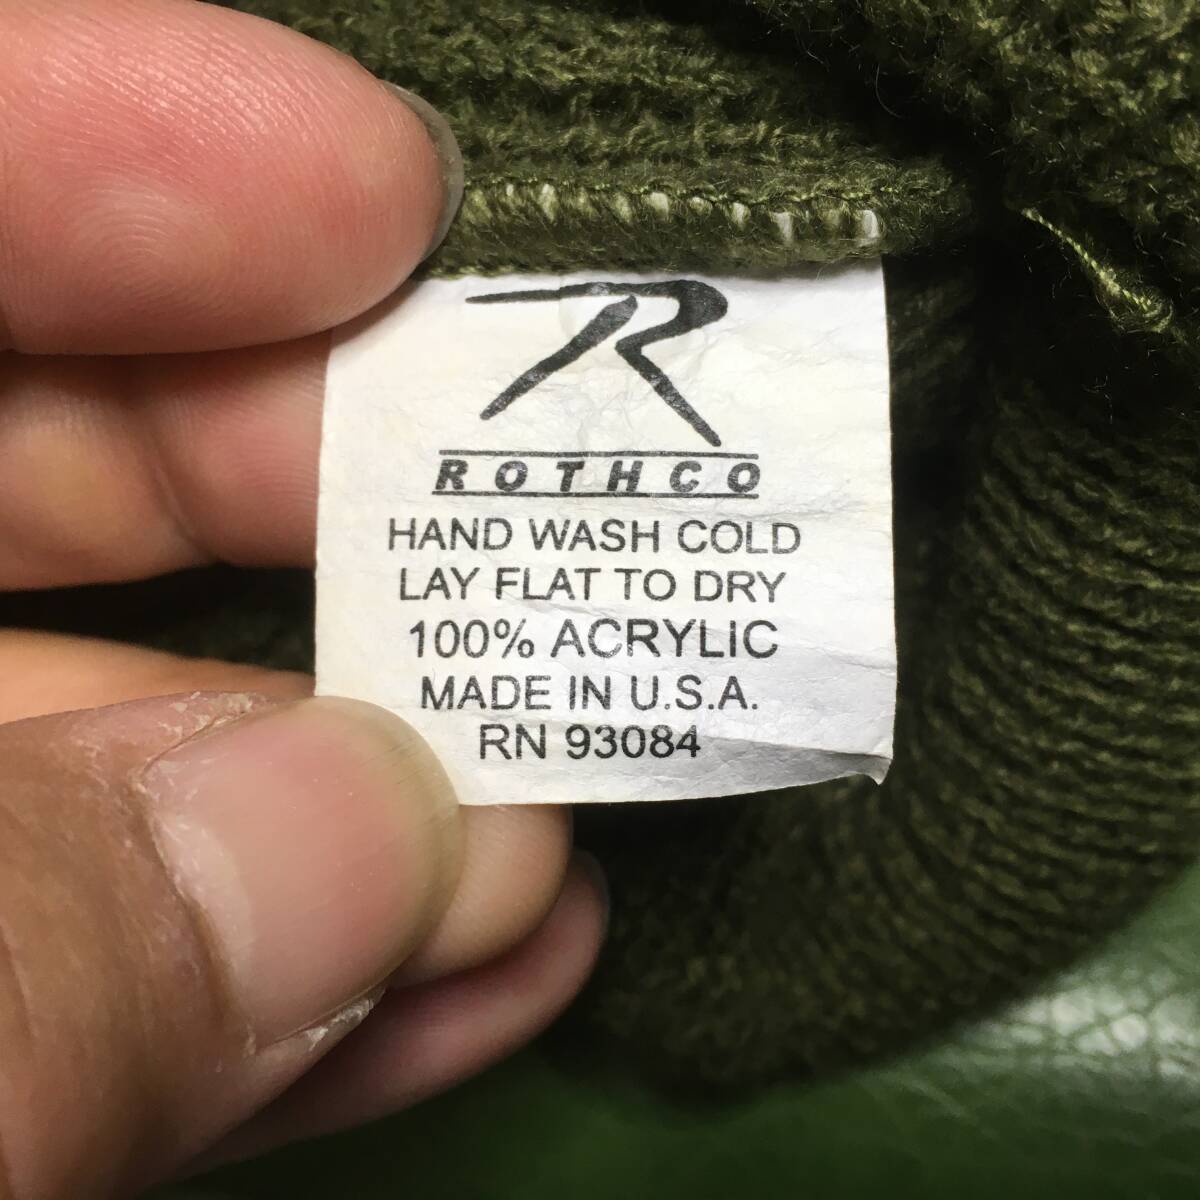 R
ROTHCO
HAND WASH COLD
LAY FLAT TO DRY
100% ACRYLIC
MADE IN U.S.A.
RN 93084